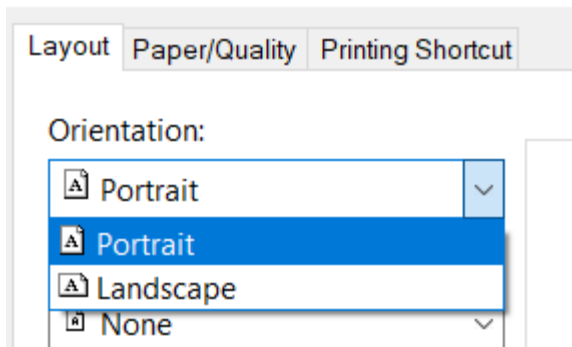 Layout Paper/Quality Printing Shortcut
Orientation:
A Portrait
A Portrait
A Landscape
A None